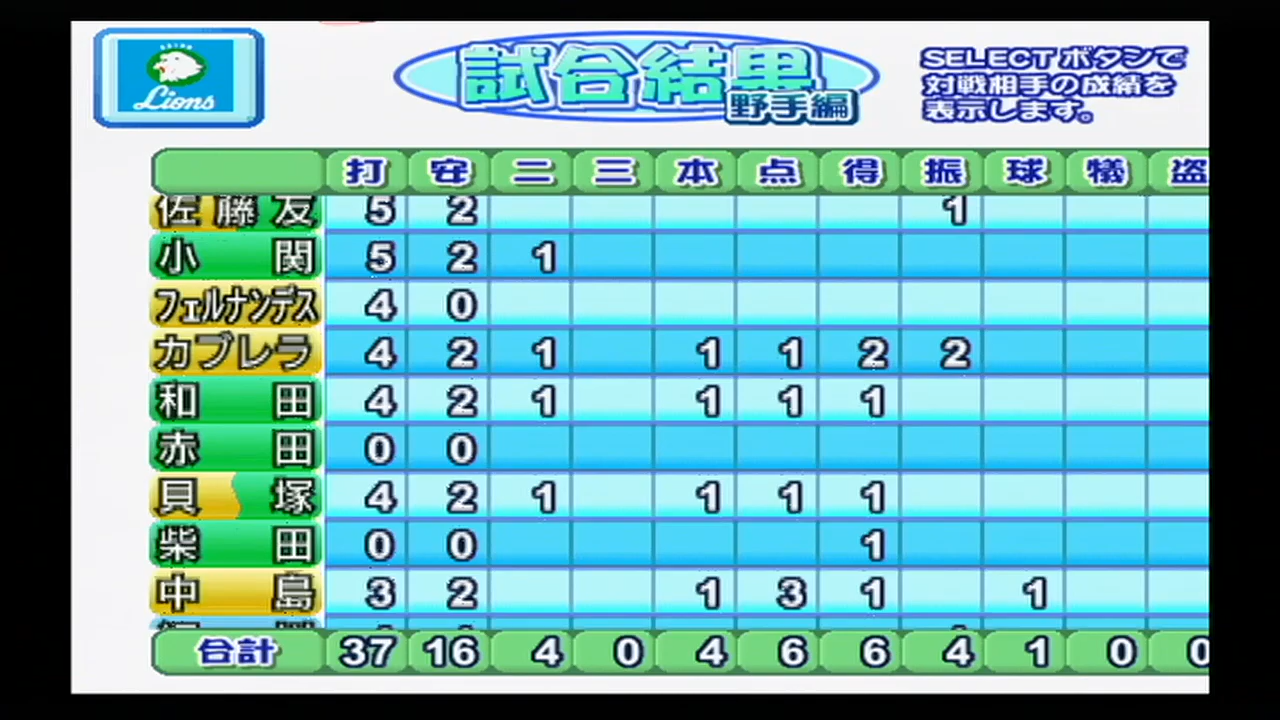 SEIBU
Lions
試合結果
野手編
SELECTボタンで
対戦相手の成績を
表示します。
打 安 二 三 本 点 得 振 球 犠 盗
佐藤友 5 2 1
小関 5 2 1
フェルナンデス 4 0
カブレラ 4 2 1 1 1 2 2
和田 4 2 1 1 1 1
赤田 0 0
貝塚 4 2 1 1 1 1
柴田 0 0 1
中島 3 2 1 3 1 1
合計 37 16 4 0 4 6 6 4 1 0 0